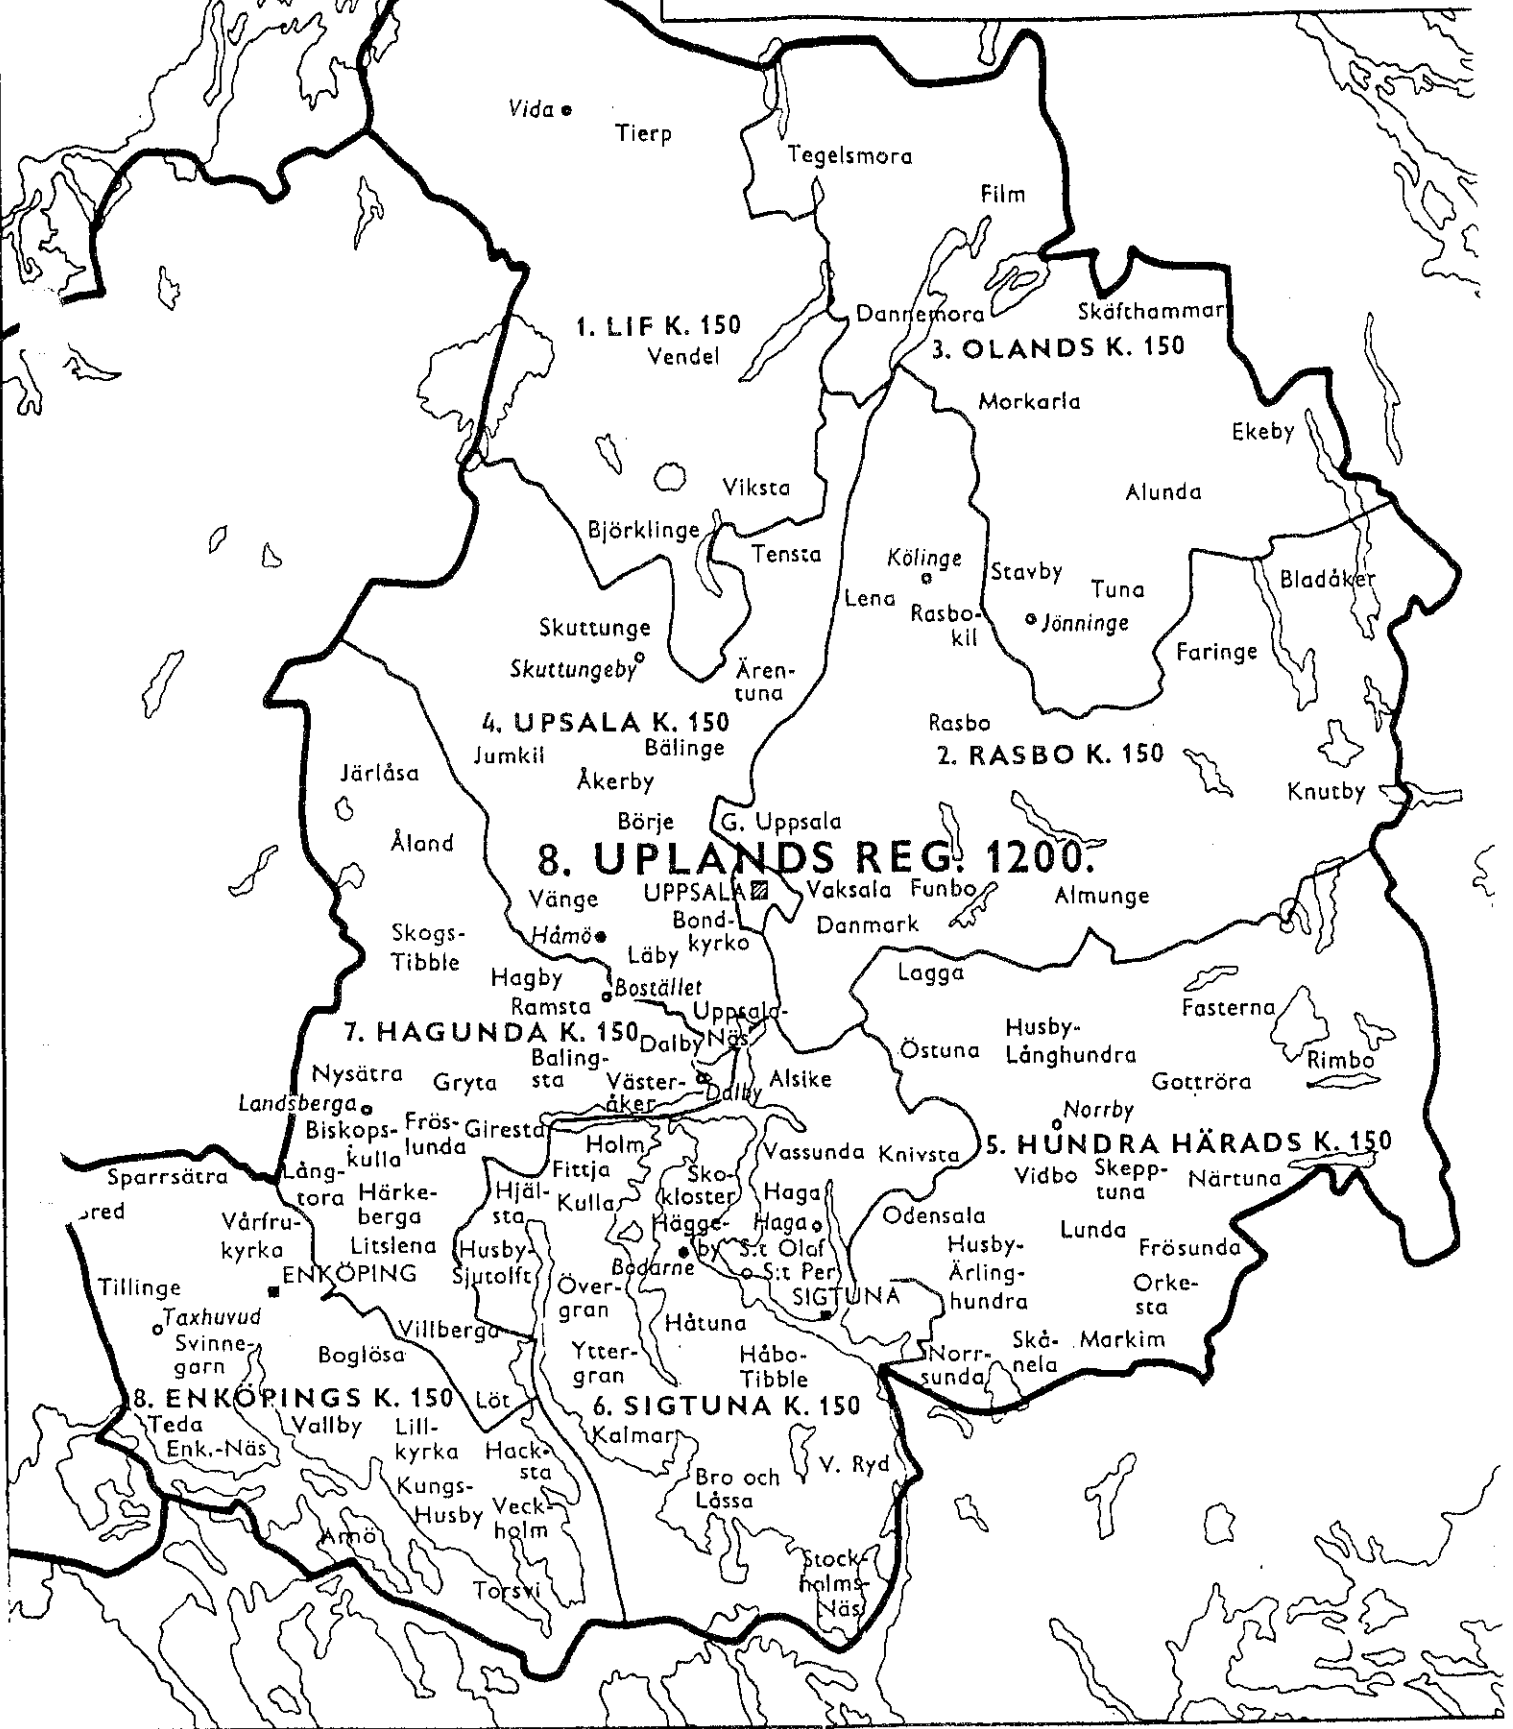 Vida
Tierp
Tegelsmora
Film
1. LIF K. 150
Vendel
Dannemora
Skäfthammar
3. OLANDS K. 150
Morkarla
Ekeby
Viksta
Alunda
Björklinge
Tensta
Kölinge
Stavby
Lena
Tuna
Bladåker
Rasbo-
kil
Jönninge
Skuttunge
Skuttungeby
Faringe
Ären-
tuna
4. UPSALA K. 150
Rasbo
Jumkil
Bälinge
2. RASBO K. 150
Järlåsa
Åkerby
Knutby
Börje
G. Uppsala
Åland
8. UPLANDS REG. 1200.
Vänge
UPPSALA
Vaksala
Funbo
Almunge
Bond-
kyrko
Danmark
Skogs-
Tibble
Håmö
Läby
Hagby
Bostället
Lagga
Ramsta
Uppsala-
Näs
Fasterna
7. HAGUNDA K. 150
Dalby
Husby-
Långhundra
Östuna
Baling-
sta
Rimbo
Nysätra
Gryta
Väster-
åker
Dalby
Alsike
Gottröra
Landsberga
Norrby
Biskops-
kulla
Frös-
lunda
Giresta
Holm
Vassunda
Knivsta
5. HUNDRA HÄRADS K. 150
Sparrsätra
Lång-
tora
Fittja
Sko-
kloster
Vidbo
Skepp-
tuna
Närtuna
Härke-
berga
Hjäl-
sta
Kulla
Haga
red
Vårfru-
kyrka
Hägge-
by
Haga
Odensala
Lunda
Litslena
Husby-
Sjutolft
S:t Olof
Husby-
Ärling-
hundra
Frösunda
ENKÖPING
Bodarne
S:t Per
Tillinge
Över-
gran
SIGTUNA
Orke-
sta
Taxhuvud
Svinne-
garn
Villberga
Håtuna
Boglösa
Ytter-
gran
Håbo-
Tibble
Norr-
sunda
Skå-
nela
Markim
8. ENKÖPINGS K. 150
Löt
6. SIGTUNA K. 150
Teda
Vallby
Lill-
kyrka
Kalmar
Enk.-Näs
Hack-
sta
V. Ryd
Bro och
Låssa
Kungs-
Husby
Veck-
holm
Arnö
Stock-
holms-
Näs
Torsvi